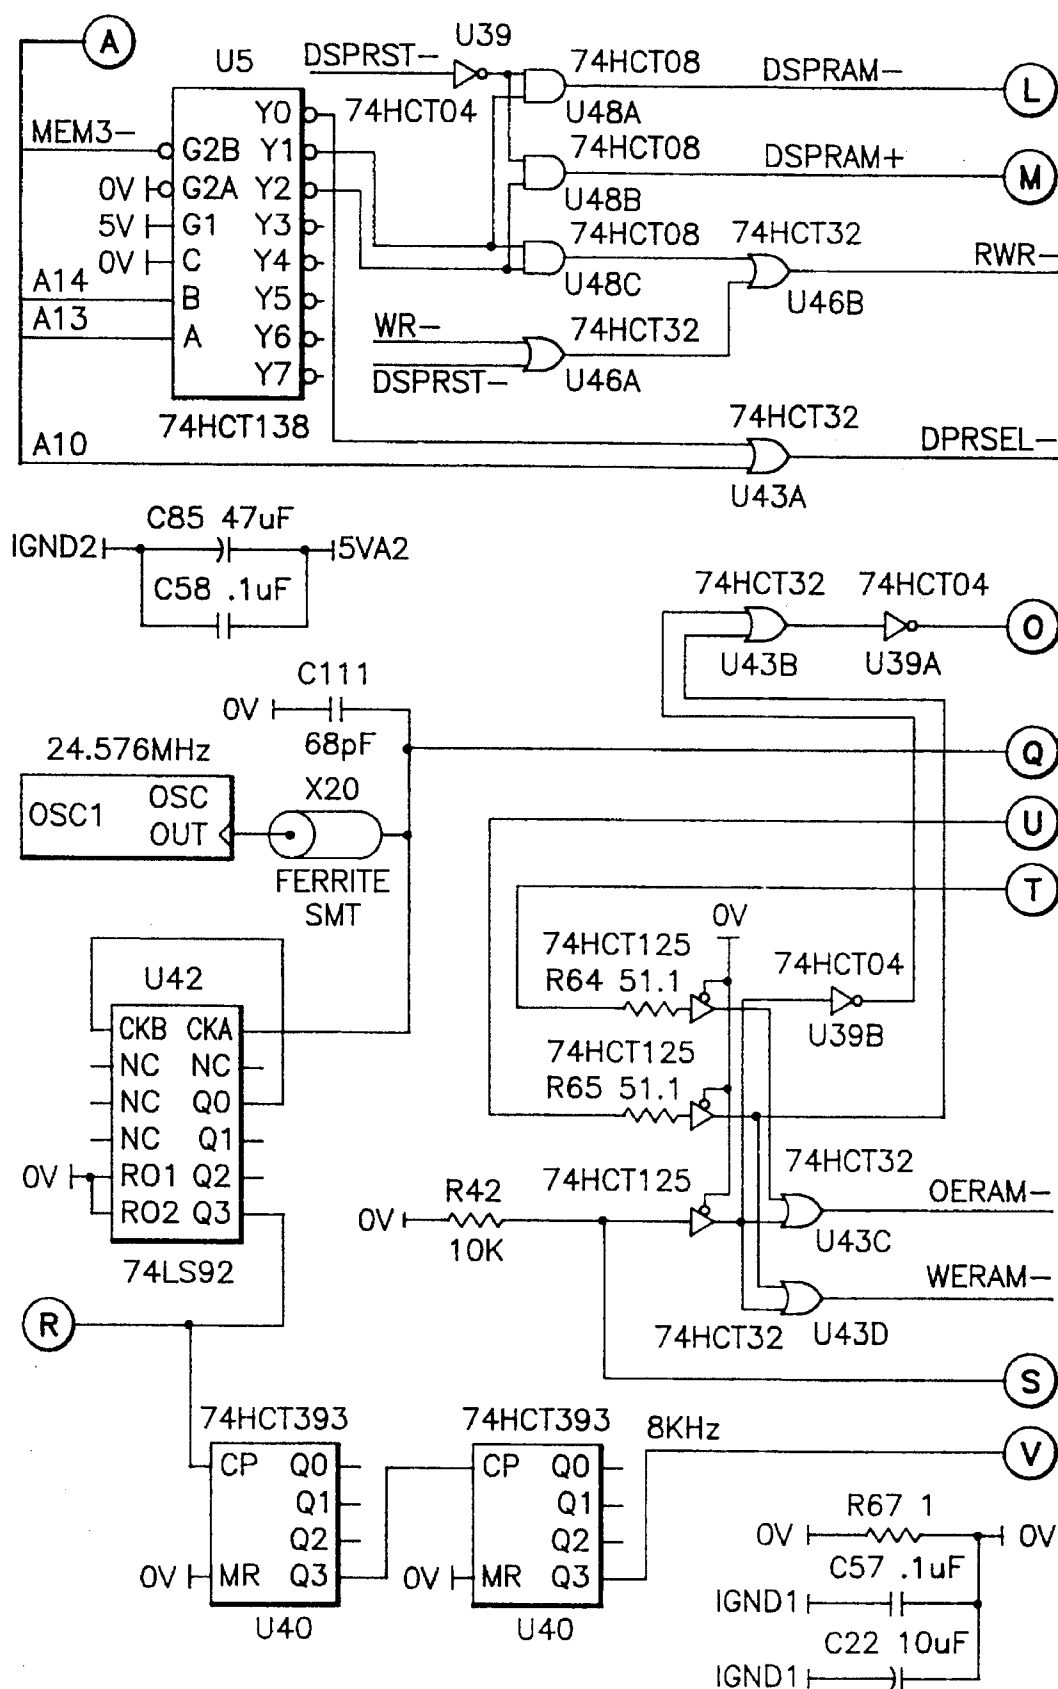 A
U5
DSPRST-
U39
74HCT04
74HCT08
U48A
DSPRAM-
L
MEM3-
0V
5V
0V
A14
A13
G2B
G2A
G1
C
B
A
Y0
Y1
Y2
Y3
Y4
Y5
Y6
Y7
74HCT138
74HCT08
U48B
DSPRAM+
M
74HCT08
U48C
74HCT32
U46B
RWR-
WR-
DSPRST-
74HCT32
U46A
A10
74HCT32
U43A
DPRSEL-
C85 47uF
IGND2
5VA2
C58 .1uF
74HCT32
U43B
74HCT04
U39A
O
C111
0V
68pF
24.576MHz
OSC1
OSC
OUT
X20
FERRITE
SMT
Q
U
T
0V
74HCT125
R64 51.1
74HCT04
U39B
74HCT125
R65 51.1
U42
CKB CKA
NC NC
NC Q0
NC Q1
0V
RO1 Q2
RO2 Q3
74LS92
0V
R42
10K
74HCT125
74HCT32
U43C
OERAM-
74HCT32
U43D
WERAM-
R
S
74HCT393
CP Q0
Q1
Q2
0V
MR Q3
U40
74HCT393
CP Q0
Q1
Q2
0V
MR Q3
U40
8KHz
V
R67 1
0V
0V
C57 .1uF
IGND1
C22 10uF
IGND1